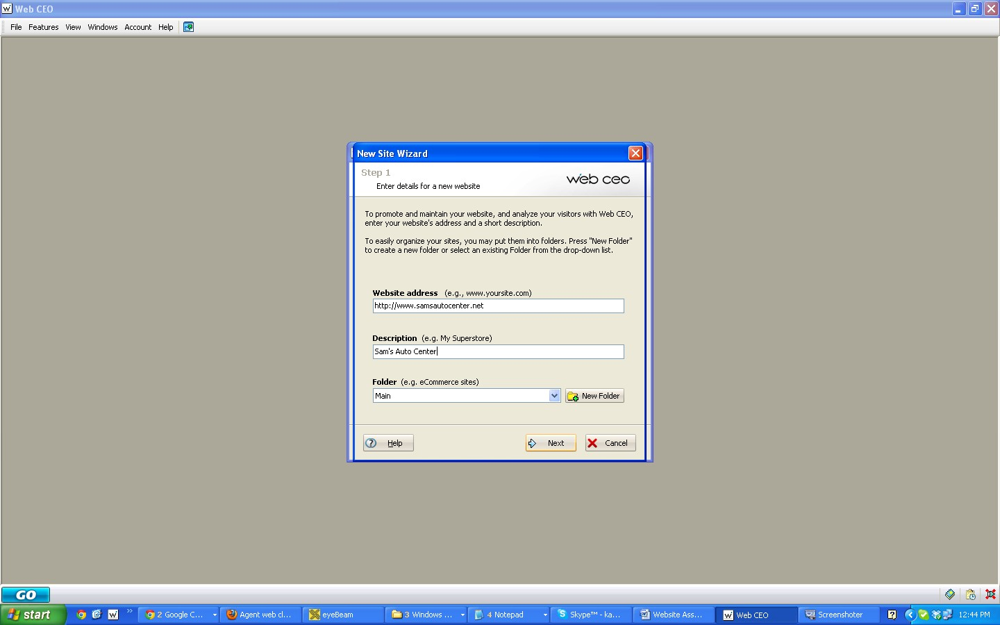 Web CEO
File Features View Windows Account Help
New Site Wizard
Step 1
Enter details for a new website
web ceo
To promote and maintain your website, and analyze your visitors with Web CEO,
enter your website's address and a short description.
To easily organize your sites, you may put them into folders. Press "New Folder"
to create a new folder or select an existing Folder from the drop-down list.
Website address (e.g., www.yoursite.com)
http://www.samsautocenter.net
Description (e.g. My Superstore)
Sam's Auto Center
Folder (e.g. eCommerce sites)
Main New Folder
Help Next Cancel
GO
start 2 Google C... Agent web cl... eyeBeam 3 Windows ... 4 Notepad Skype™ - ka... Website Ass... Web CEO Screenshoter 12:44 PM